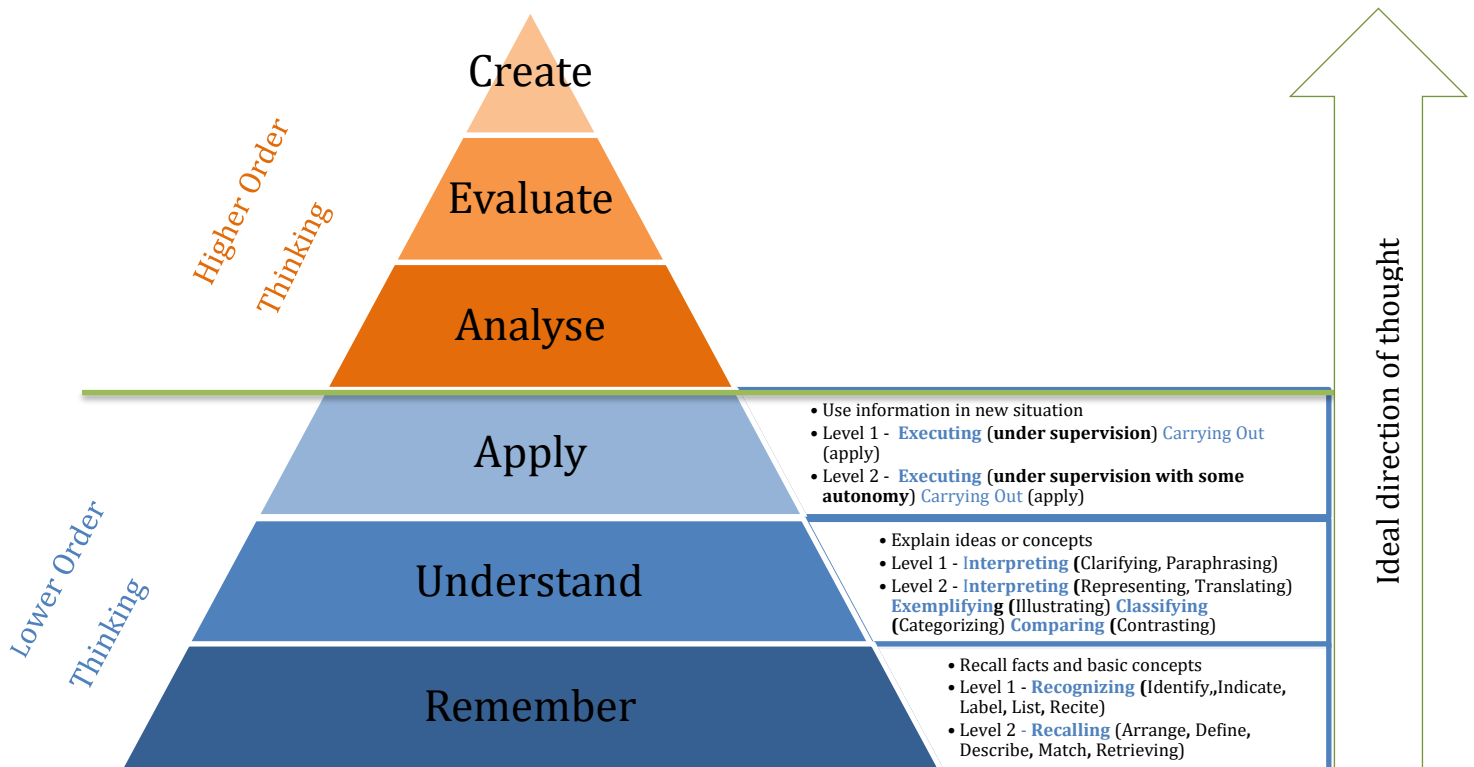 Create
Evaluate
Analyse
Apply
Understand
Remember
Higher Order
Thinking
Lower Order
Thinking
• Use information in new situation
• Level 1 - Executing (under supervision) Carrying Out
(apply)
• Level 2 - Executing (under supervision with some
autonomy) Carrying Out (apply)
• Explain ideas or concepts
• Level 1 - Interpreting (Clarifying, Paraphrasing)
• Level 2 - Interpreting (Representing, Translating)
Exemplifying (Illustrating) Classifying
(Categorizing) Comparing (Contrasting)
• Recall facts and basic concepts
• Level 1 - Recognizing (Identify,,Indicate,
Label, List, Recite)
• Level 2 - Recalling (Arrange, Define,
Describe, Match, Retrieving)
Ideal direction of thought